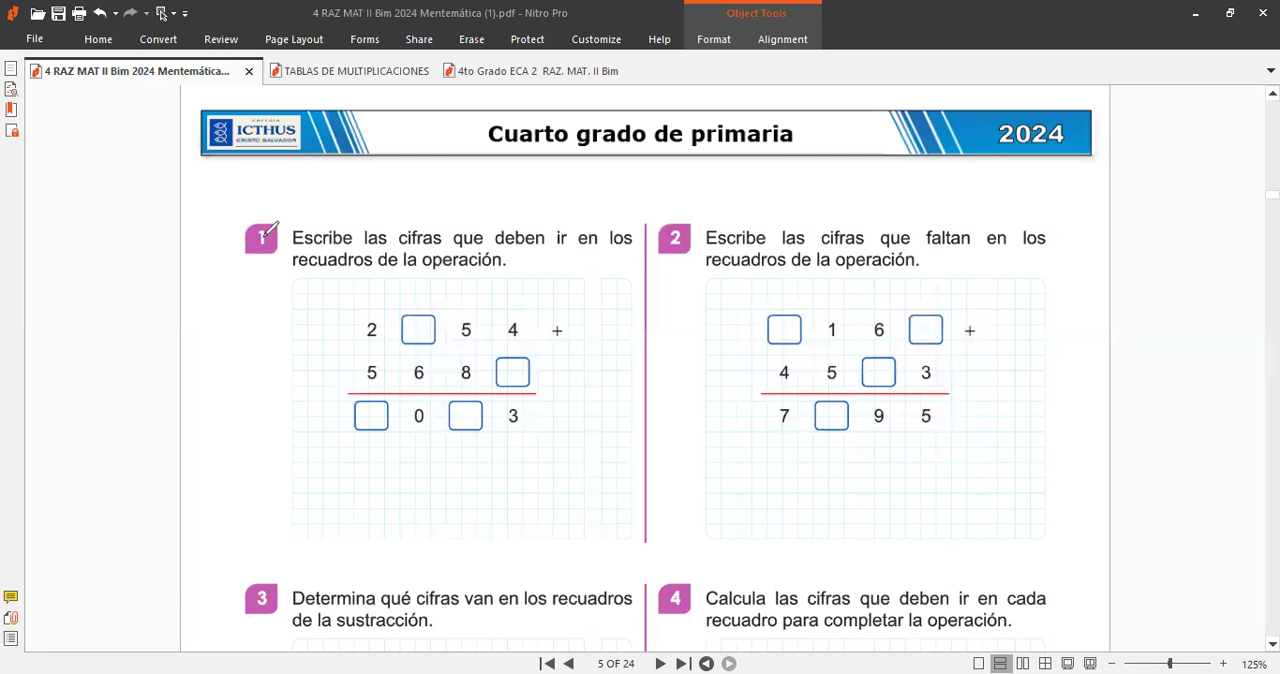 4 RAZ MAT II Bim 2024 Mentemática (1).pdf - Nitro Pro
Object Tools
File Home Convert Review Page Layout Forms Share Erase Protect Customize Help Format Alignment
4 RAZ MAT II Bim 2024 Mentemática... TABLAS DE MULTIPLICACIONES 4to Grado ECA 2 RAZ. MAT. II Bim
COLEGIO
ICTHUS
CRISTO SALVADOR
Cuarto grado de primaria
2024
1 Escribe las cifras que deben ir en los
recuadros de la operación.
2 5 4 +
5 6 8
0 3
2 Escribe las cifras que faltan en los
recuadros de la operación.
1 6 +
4 5 3
7 9 5
3 Determina qué cifras van en los recuadros
de la sustracción.
4 Calcula las cifras que deben ir en cada
recuadro para completar la operación.
5 OF 24
125%